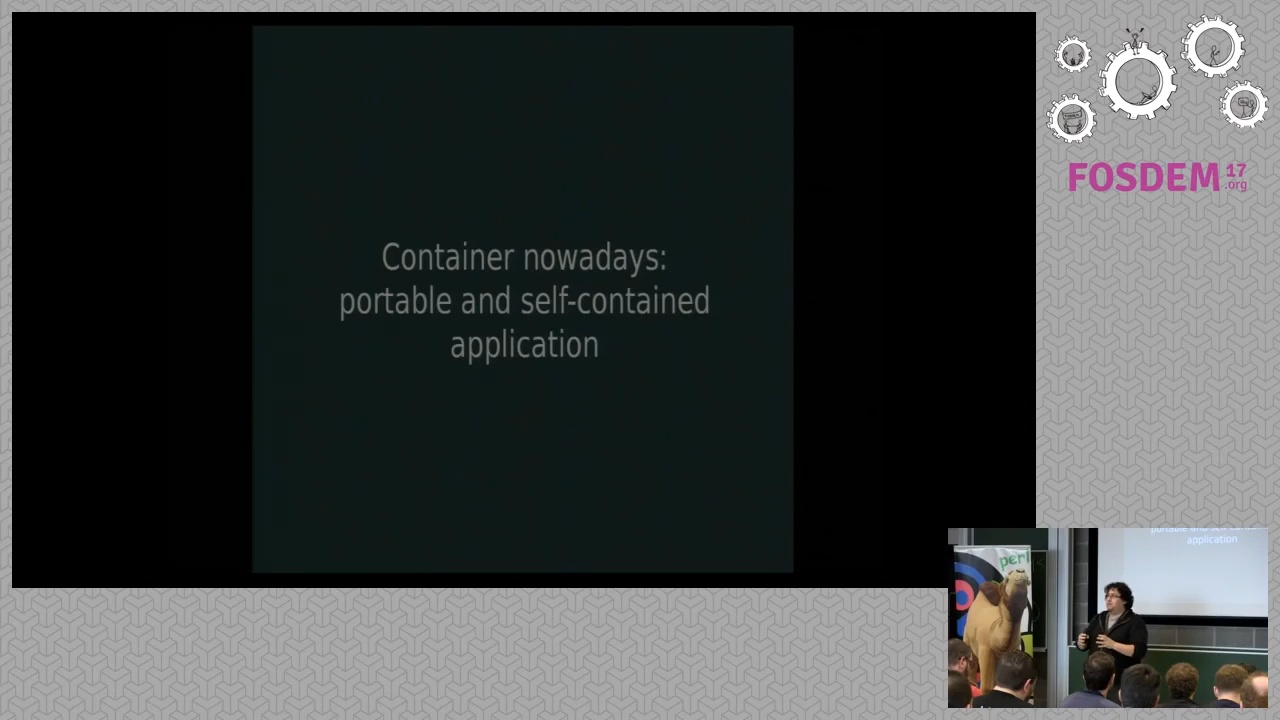 Container nowadays:
portable and self-contained
application
FOSDEM 17
.org
perl
application